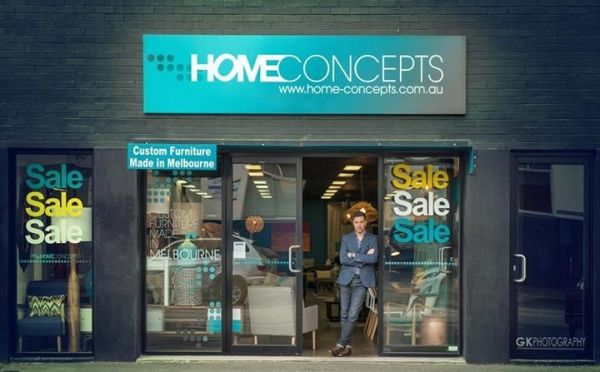 HOMECONCEPTS
www.home-concepts.com.au
Custom Furniture
Made in Melbourne
Sale
Sale
Sale
HOMECONCEPTS
CUSTOM
FURNITURE
MADE
IN
MELBOURNE
Sale
Sale
Sale
GKPHOTOGRAPHY